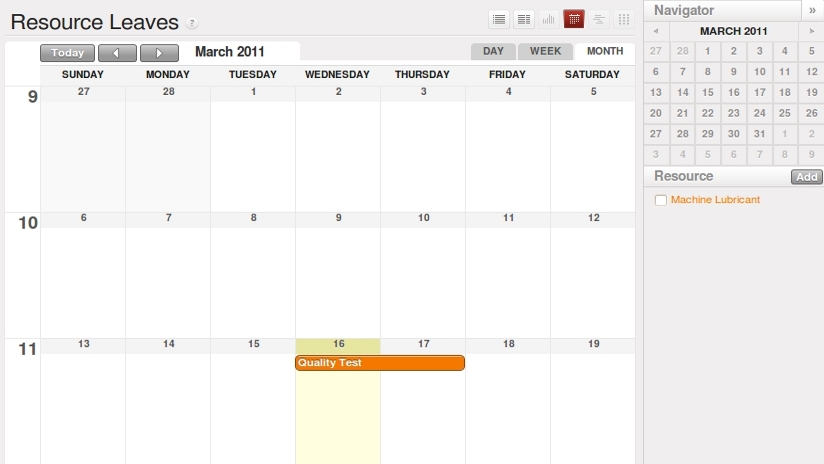 Resource Leaves ?
Today
March 2011
DAY WEEK MONTH
SUNDAY MONDAY TUESDAY WEDNESDAY THURSDAY FRIDAY SATURDAY
9 27 28 1 2 3 4 5
10 6 7 8 9 10 11 12
11 13 14 15 16 17 18 19
Quality Test
Navigator »
MARCH 2011
27 28 1 2 3 4 5
6 7 8 9 10 11 12
13 14 15 16 17 18 19
20 21 22 23 24 25 26
27 28 29 30 31 1 2
3 4 5 6 7 8 9
Resource Add
Machine Lubricant